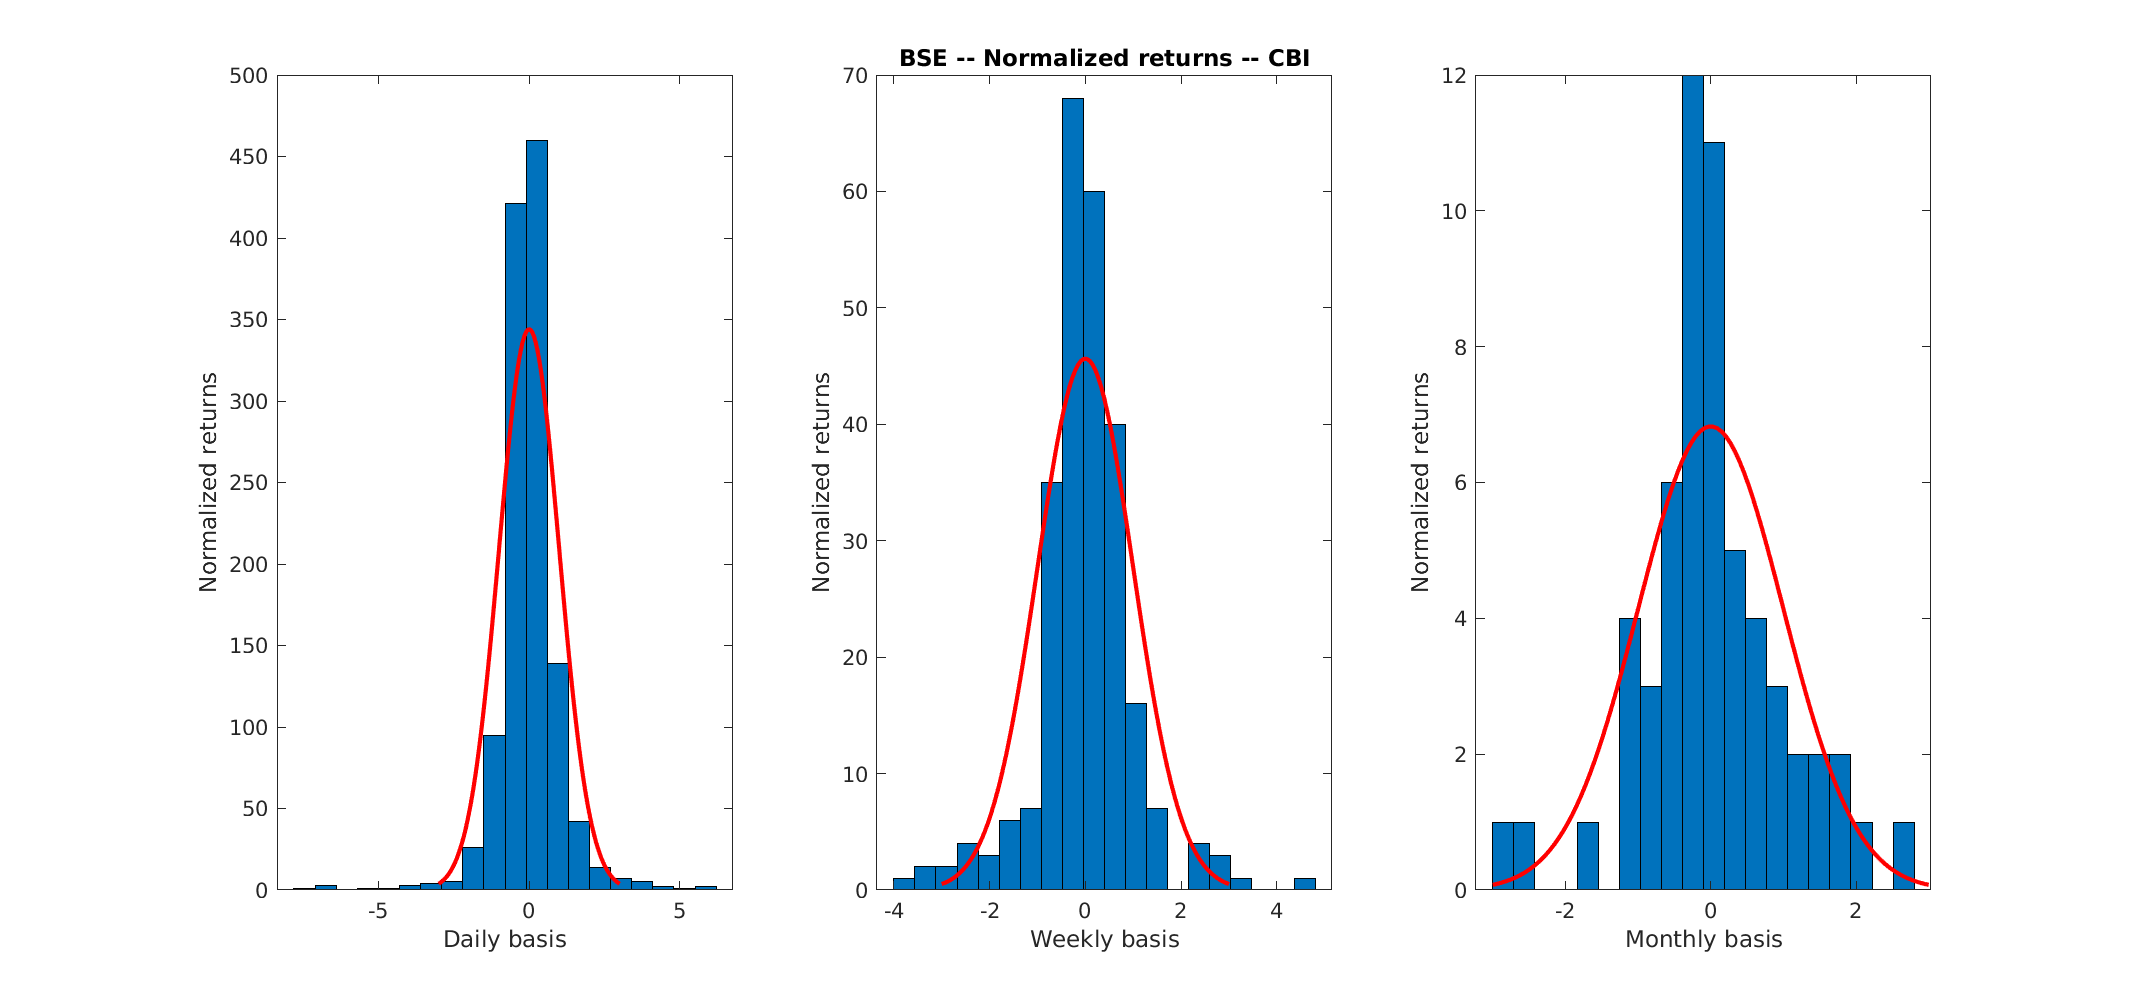 BSE -- Normalized returns -- CBI
500
450
400
350
300
250
200
150
100
50
0
Normalized returns
-5 0 5
Daily basis
70
60
50
40
30
20
10
0
Normalized returns
-4 -2 0 2 4
Weekly basis
12
10
8
6
4
2
0
Normalized returns
-2 0 2
Monthly basis